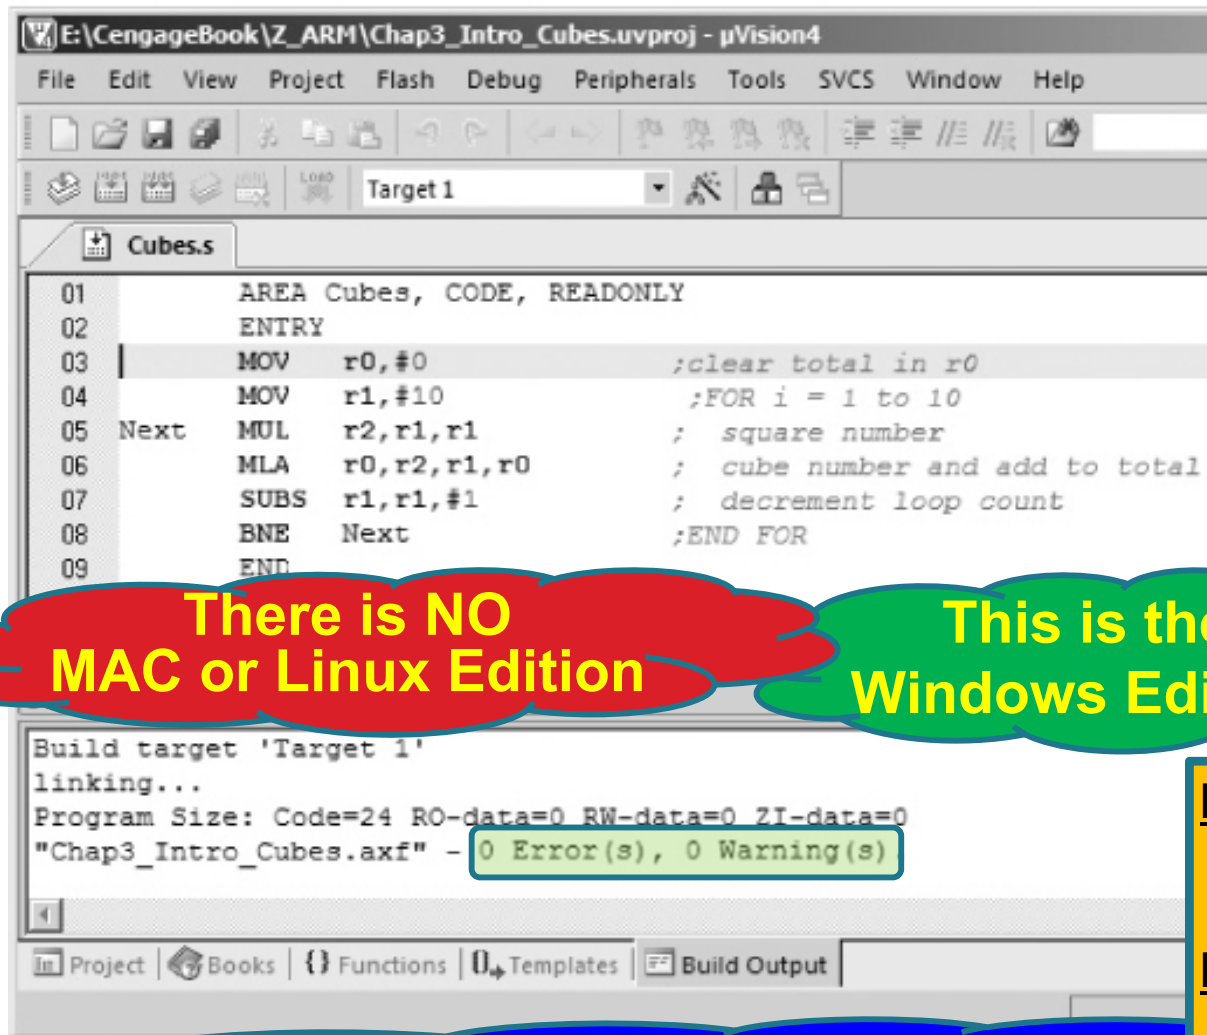 E:\CengageBook\Z_ARM\Chap3_Intro_Cubes.uvproj - µVision4
File Edit View Project Flash Debug Peripherals Tools SVCS Window Help
LOAD Target 1
Cubes.s
01 AREA Cubes, CODE, READONLY
02 ENTRY
03 MOV r0,#0 ;clear total in r0
04 MOV r1,#10 ;FOR i = 1 to 10
05 Next MUL r2,r1,r1 ; square number
06 MLA r0,r2,r1,r0 ; cube number and add to total
07 SUBS r1,r1,#1 ; decrement loop count
08 BNE Next ;END FOR
09 END
There is NO
MAC or Linux Edition
This is the
Windows Edi
Build target 'Target 1'
linking...
Program Size: Code=24 RO-data=0 RW-data=0 ZI-data=0
"Chap3_Intro_Cubes.axf" - 0 Error(s), 0 Warning(s)
Project Books {} Functions Templates Build Output